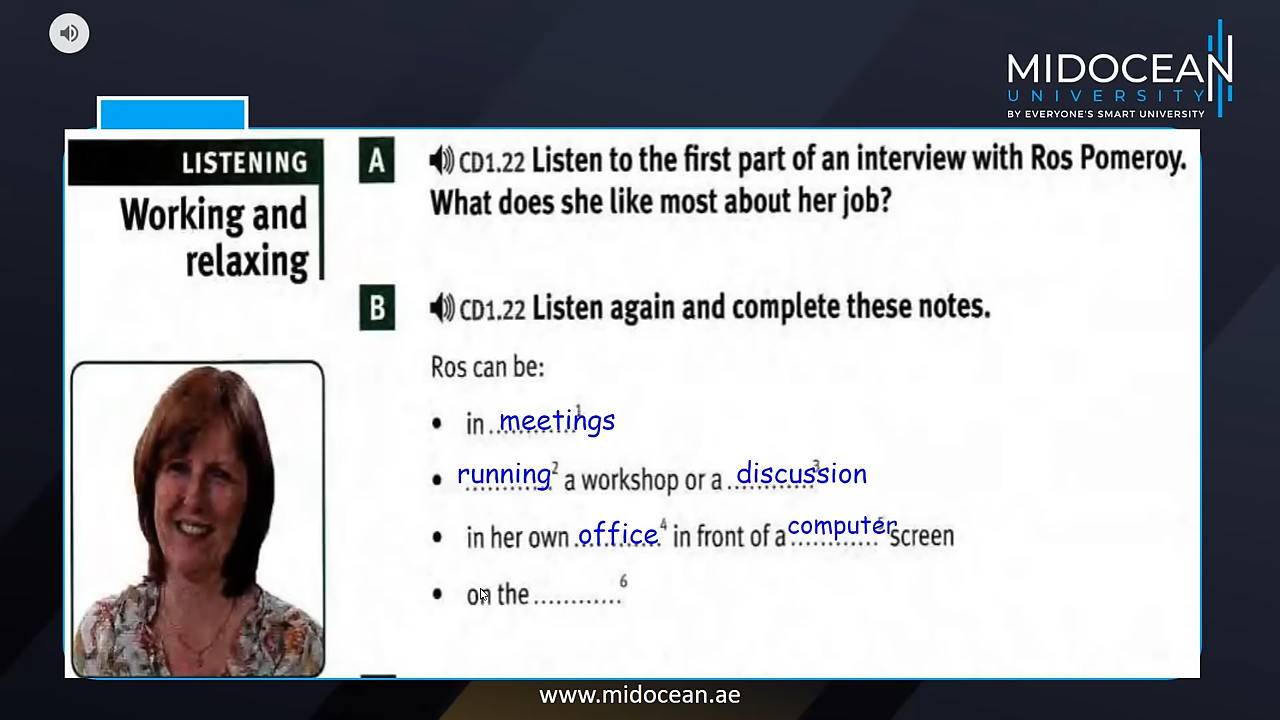 MIDOCEAN
UNIVERSITY
BY EVERYONE'S SMART UNIVERSITY
LISTENING
Working and
relaxing
A CD1.22 Listen to the first part of an interview with Ros Pomeroy.
What does she like most about her job?
B CD1.22 Listen again and complete these notes.
Ros can be:
• in meetings 1
• running 2 a workshop or a discussion 3
• in her own office 4 in front of a computer 5 screen
• on the ............ 6
www.midocean.ae